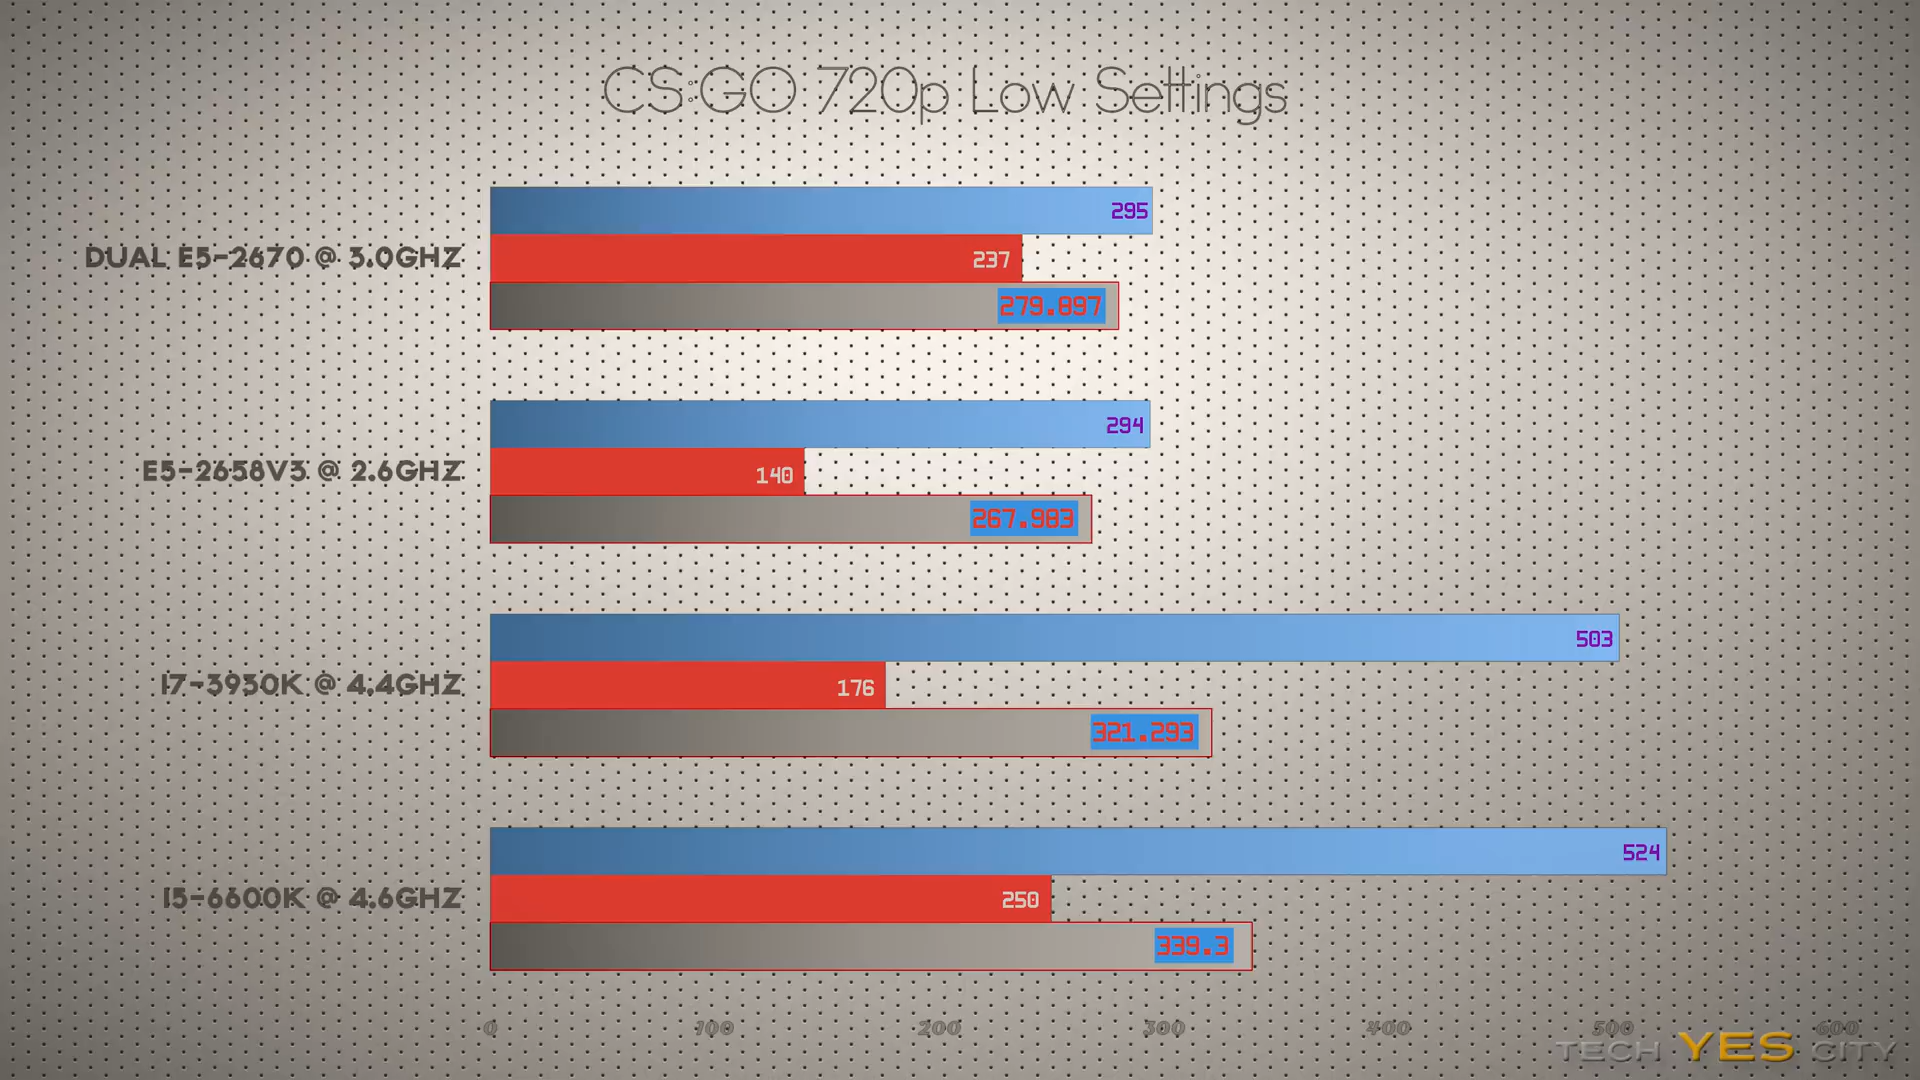 CS:GO 720p Low Settings
295
DUAL E5-2670 @ 3.0GHZ
237
279.897
294
E5-2658V3 @ 2.6GHZ
140
267.983
503
I7-3930K @ 4.4GHZ
176
321.293
524
I5-6600K @ 4.6GHZ
250
339.3
0 100 200 300 400 500 600
TECH YES CITY